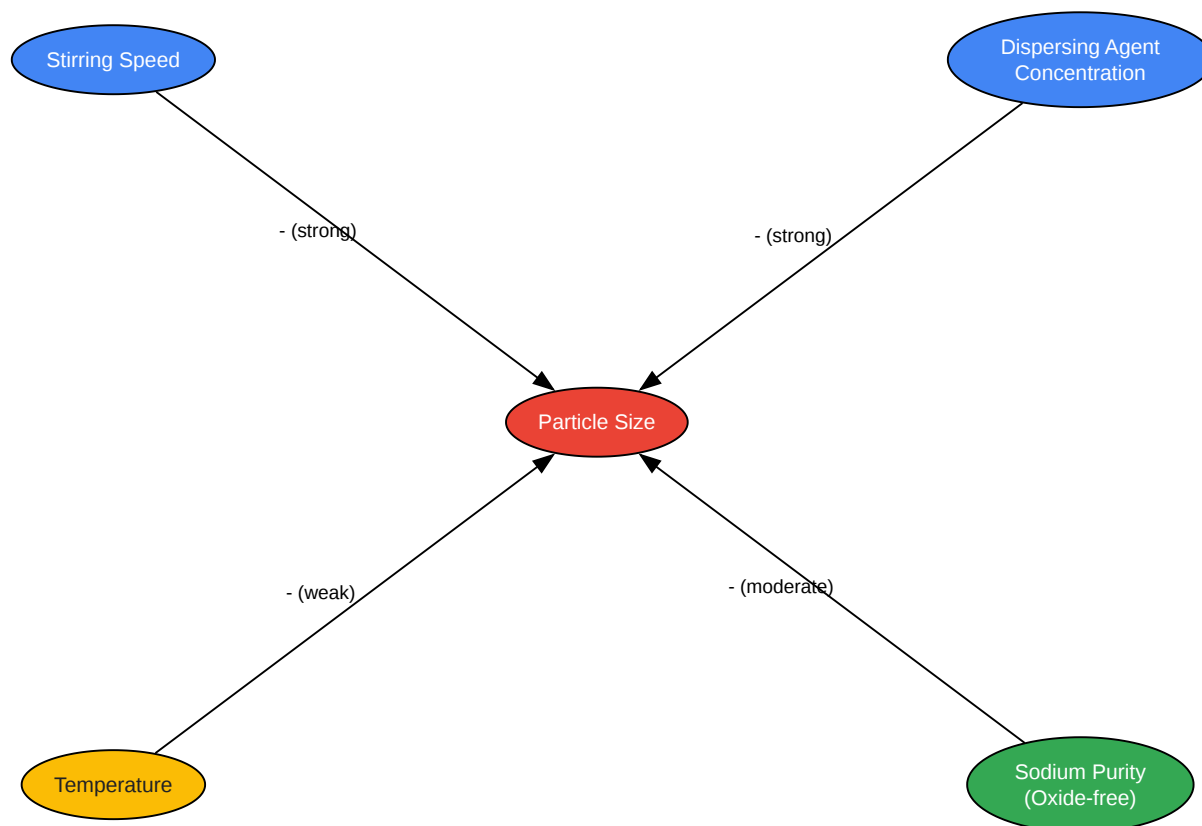 Stirring Speed
Dispersing Agent
Concentration
- (strong)
- (strong)
Particle Size
- (weak)
- (moderate)
Temperature
Sodium Purity
(Oxide-free)